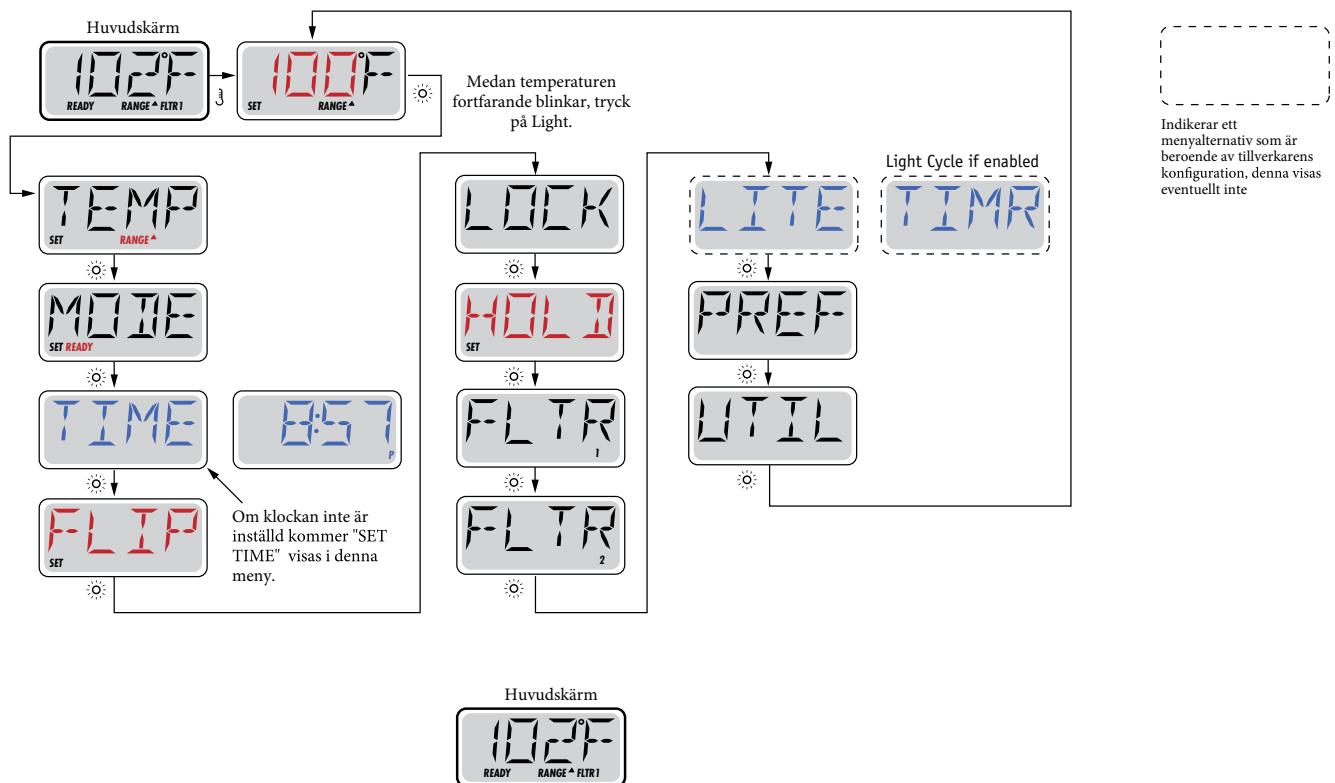 Huvudskärm
102°F
READY RANGE FLTR1
100°F
SET RANGE
Medan temperaturen
fortfarande blinkar, tryck
på Light.
Indikerar ett
menyalternativ som är
beroende av tillverkarens
konfiguration, denna visas
eventuellt inte
TEMP
SET RANGE
MODE
SET READY
TIME
8:57
P
FLIP
SET
Om klockan inte är
inställd kommer "SET
TIME" visas i denna
meny.
LOCK
HOLD
SET
FLTR
1
FLTR
2
Light Cycle if enabled
LITE
TIMR
PREF
UTIL
Huvudskärm
102°F
READY RANGE FLTR1